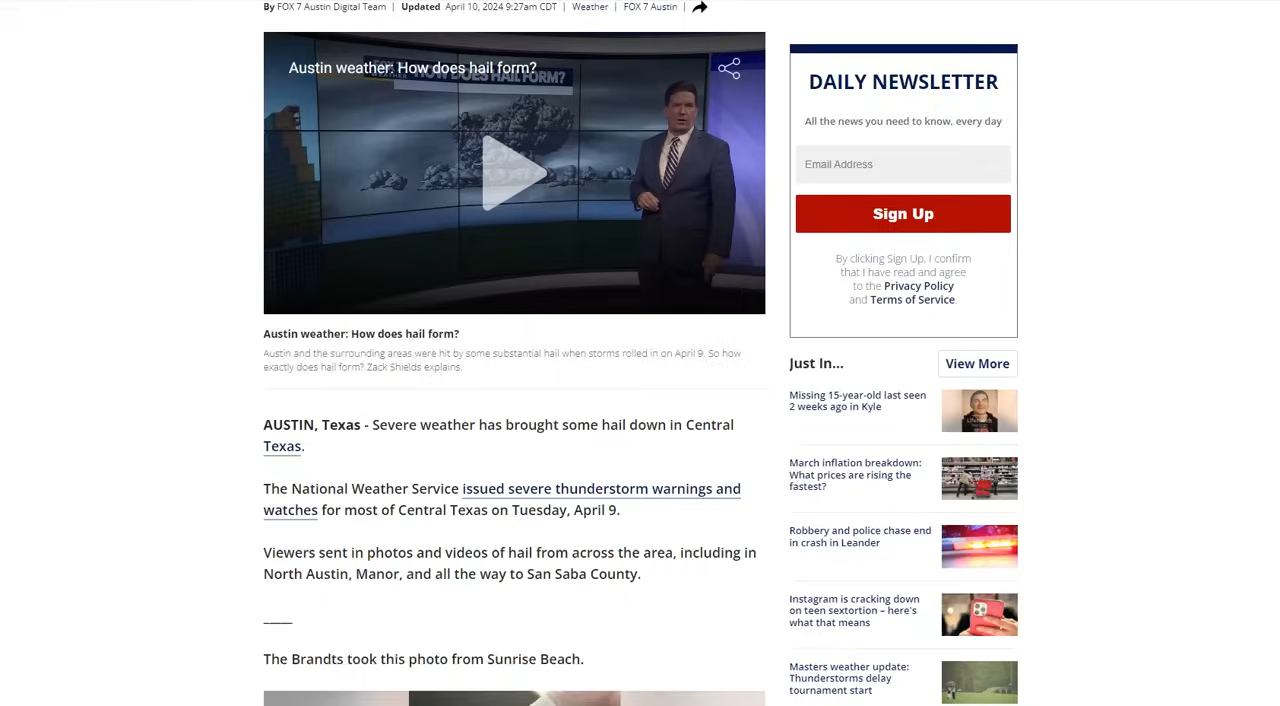 By FOX 7 Austin Digital Team | Updated April 10, 2024 9:27am CDT | Weather | FOX 7 Austin |
Austin weather: How does hail form?
HOW DOES HAIL FORM?
Austin weather: How does hail form?
Austin and the surrounding areas were hit by some substantial hail when storms rolled in on April 9. So how
exactly does hail form? Zack Shields explains.
AUSTIN, Texas - Severe weather has brought some hail down in Central
Texas.
The National Weather Service issued severe thunderstorm warnings and
watches for most of Central Texas on Tuesday, April 9.
Viewers sent in photos and videos of hail from across the area, including in
North Austin, Manor, and all the way to San Saba County.
The Brandts took this photo from Sunrise Beach.
DAILY NEWSLETTER
All the news you need to know, every day
Email Address
Sign Up
By clicking Sign Up, I confirm
that I have read and agree
to the Privacy Policy
and Terms of Service.
Just In...
View More
Missing 15-year-old last seen
2 weeks ago in Kyle
March inflation breakdown:
What prices are rising the
fastest?
Robbery and police chase end
in crash in Leander
Instagram is cracking down
on teen sextortion – here's
what that means
Masters weather update:
Thunderstorms delay
tournament start